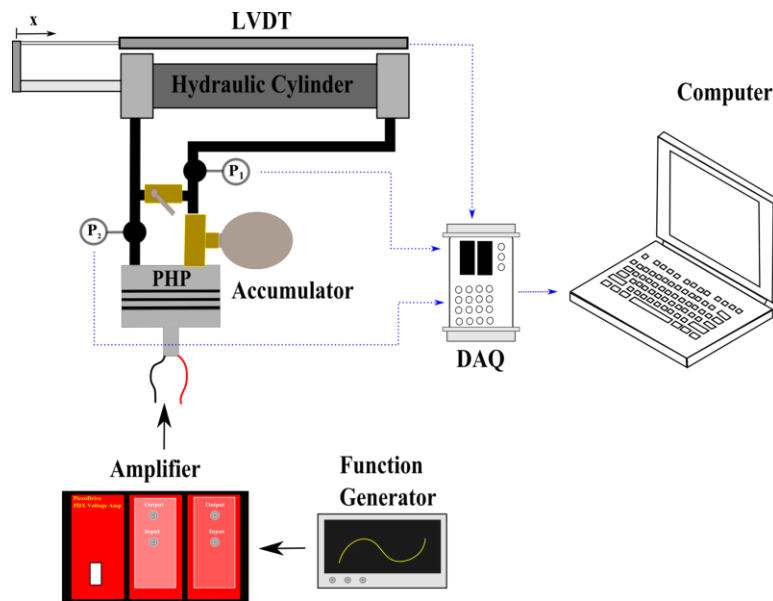 x
LVDT
Hydraulic Cylinder
Computer
P1
P2
PHP
Accumulator
DAQ
Amplifier
Function
Generator
PiezoDrive
PDX Voltage Amp
Output
Input
Output
Input